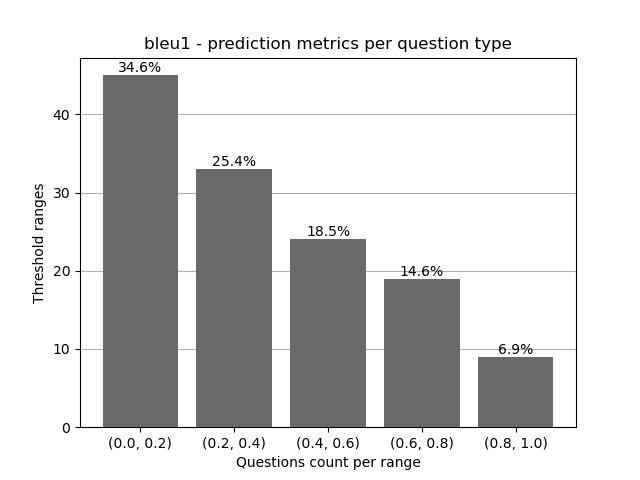 bleu1 - prediction metrics per question type
34.6%
25.4%
18.5%
14.6%
6.9%
40
30
20
10
0
Threshold ranges
(0.0, 0.2) (0.2, 0.4) (0.4, 0.6) (0.6, 0.8) (0.8, 1.0)
Questions count per range